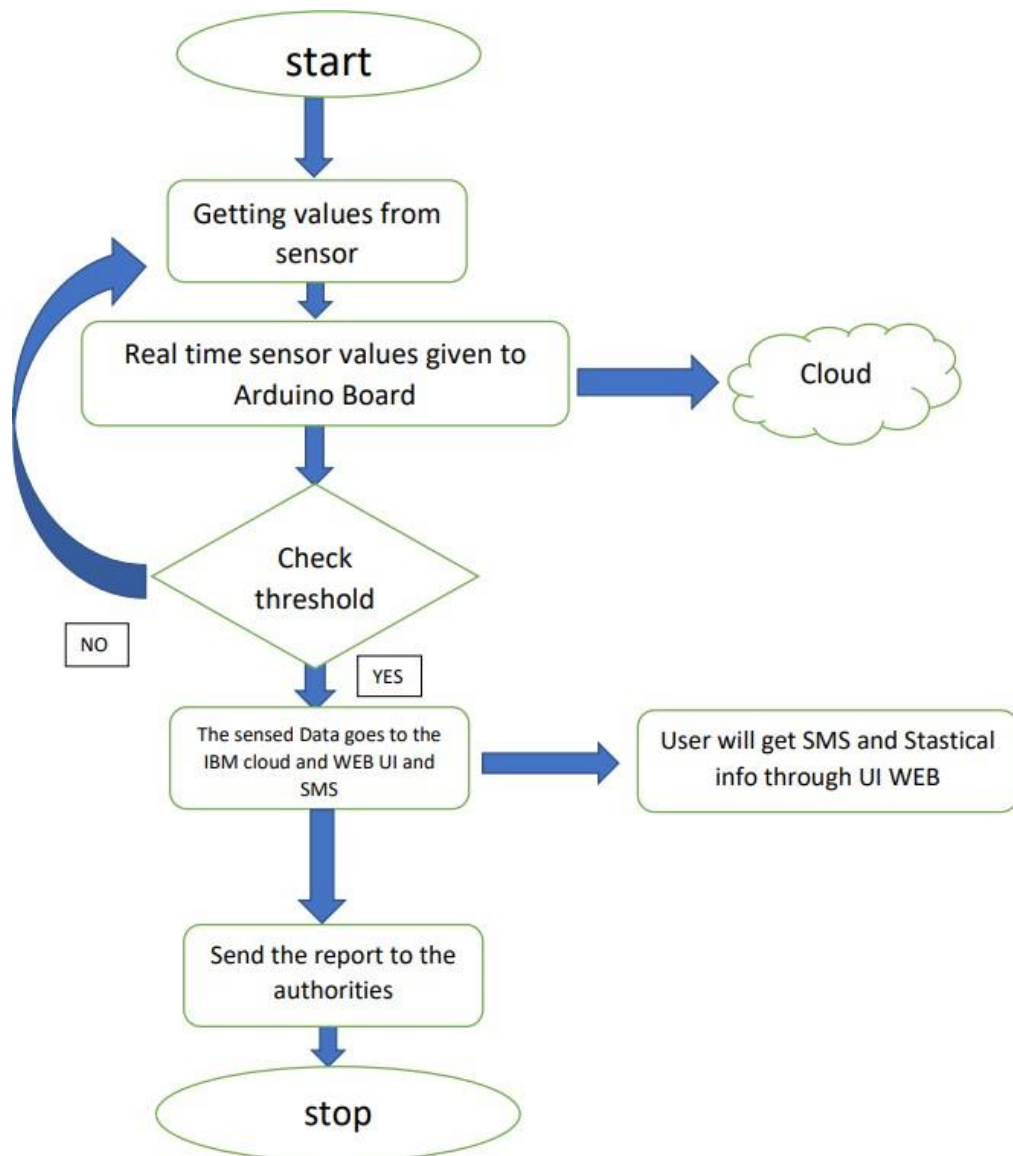 start
Getting values from
sensor
Real time sensor values given to
Arduino Board
Cloud
Check
threshold
NO
YES
The sensed Data goes to the
IBM cloud and WEB UI and
SMS
User will get SMS and Stastical
info through UI WEB
Send the report to the
authorities
stop